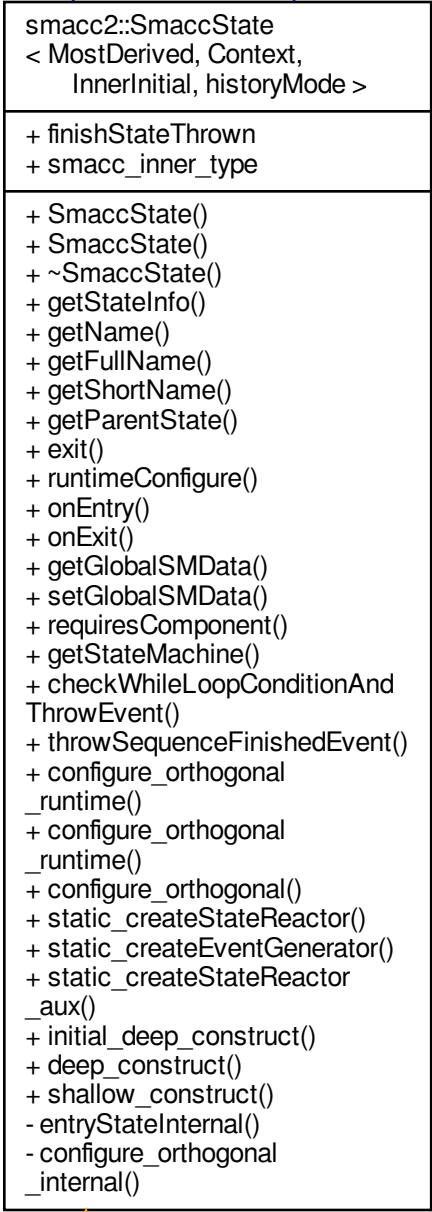 smacc2::SmaccState
< MostDerived, Context,
InnerInitial, historyMode >
+ finishStateThrown
+ smacc_inner_type
+ SmaccState()
+ SmaccState()
+ ~SmaccState()
+ getStateInfo()
+ getName()
+ getFullName()
+ getShortName()
+ getParentState()
+ exit()
+ runtimeConfigure()
+ onEntry()
+ onExit()
+ getGlobalSMData()
+ setGlobalSMData()
+ requiresComponent()
+ getStateMachine()
+ checkWhileLoopConditionAnd
ThrowEvent()
+ throwSequenceFinishedEvent()
+ configure_orthogonal
_runtime()
+ configure_orthogonal
_runtime()
+ configure_orthogonal()
+ static_createStateReactor()
+ static_createEventGenerator()
+ static_createStateReactor
_aux()
+ initial_deep_construct()
+ deep_construct()
+ shallow_construct()
- entryStateInternal()
- configure_orthogonal
_internal()